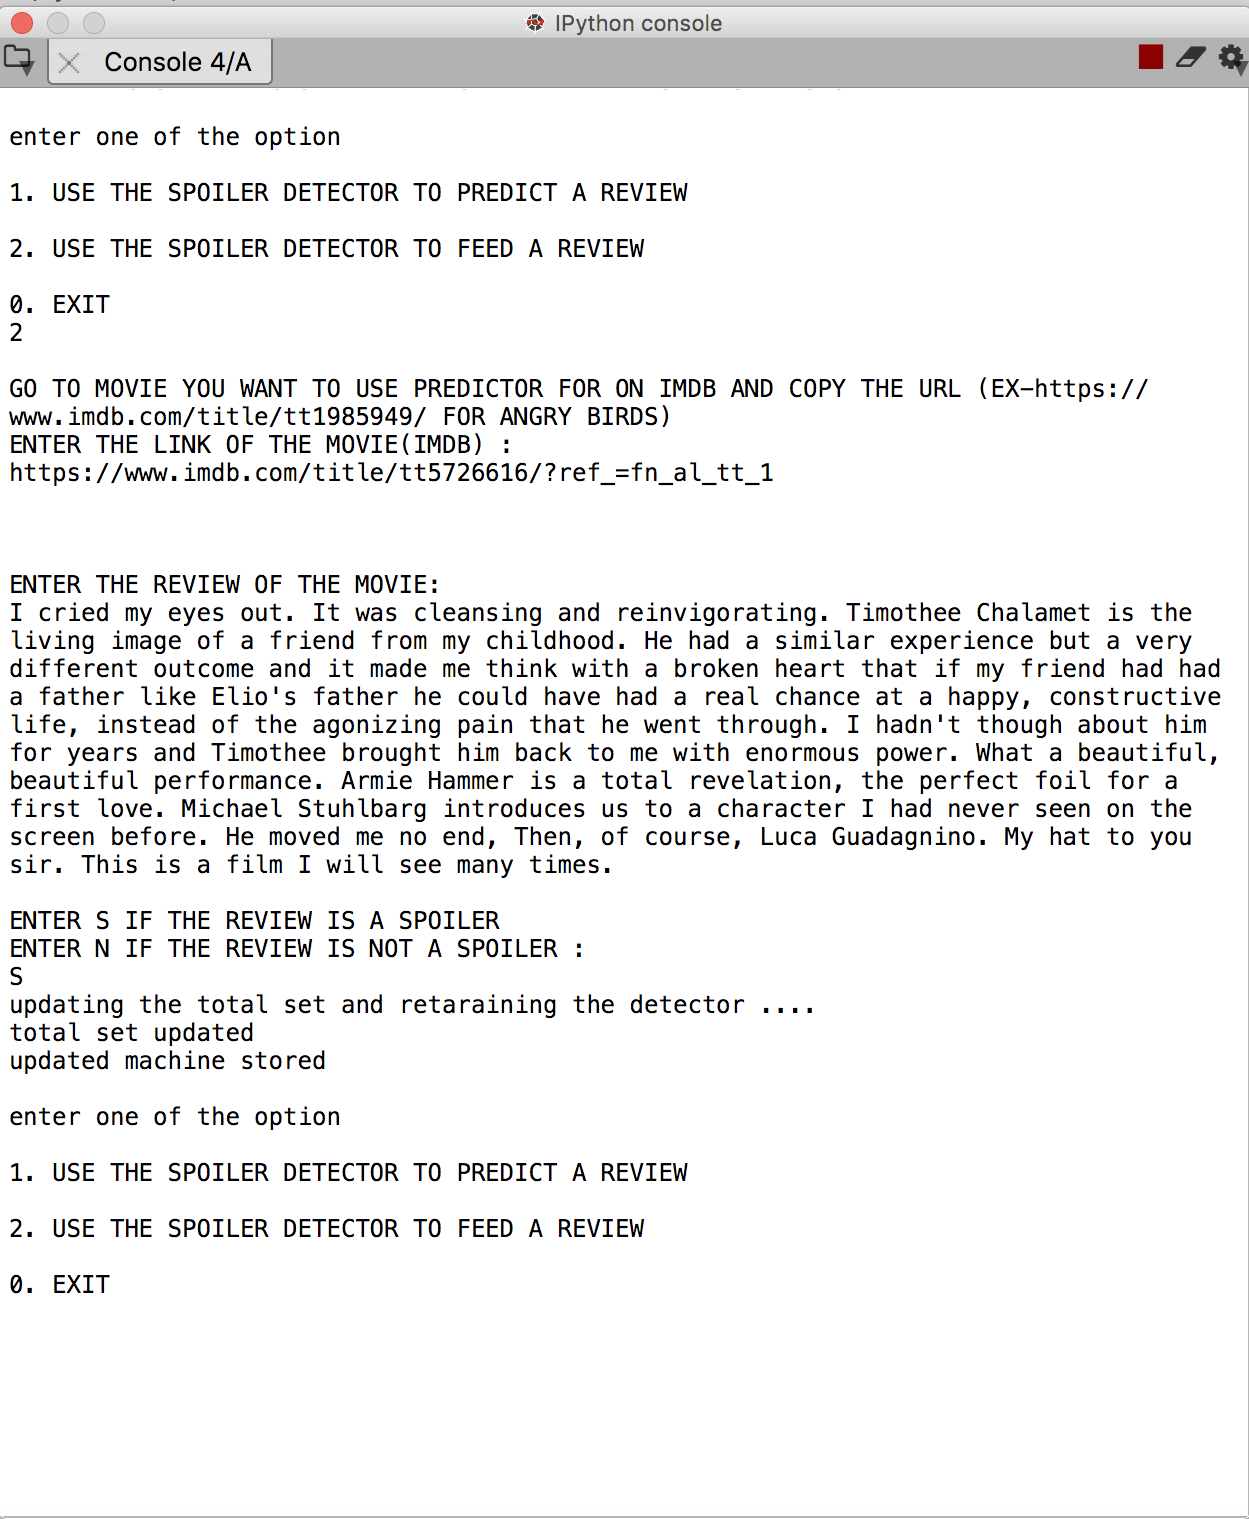 IPython console
Console 4/A
enter one of the option
1. USE THE SPOILER DETECTOR TO PREDICT A REVIEW
2. USE THE SPOILER DETECTOR TO FEED A REVIEW
0. EXIT
2
GO TO MOVIE YOU WANT TO USE PREDICTOR FOR ON IMDB AND COPY THE URL (EX-https://
www.imdb.com/title/tt1985949/ FOR ANGRY BIRDS)
ENTER THE LINK OF THE MOVIE(IMDB) :
https://www.imdb.com/title/tt5726616/?ref_=fn_al_tt_1
ENTER THE REVIEW OF THE MOVIE:
I cried my eyes out. It was cleansing and reinvigorating. Timothee Chalamet is the
living image of a friend from my childhood. He had a similar experience but a very
different outcome and it made me think with a broken heart that if my friend had had
a father like Elio's father he could have had a real chance at a happy, constructive
life, instead of the agonizing pain that he went through. I hadn't though about him
for years and Timothee brought him back to me with enormous power. What a beautiful,
beautiful performance. Armie Hammer is a total revelation, the perfect foil for a
first love. Michael Stuhlbarg introduces us to a character I had never seen on the
screen before. He moved me no end, Then, of course, Luca Guadagnino. My hat to you
sir. This is a film I will see many times.
ENTER S IF THE REVIEW IS A SPOILER
ENTER N IF THE REVIEW IS NOT A SPOILER :
S
updating the total set and retaraining the detector ....
total set updated
updated machine stored
enter one of the option
1. USE THE SPOILER DETECTOR TO PREDICT A REVIEW
2. USE THE SPOILER DETECTOR TO FEED A REVIEW
0. EXIT